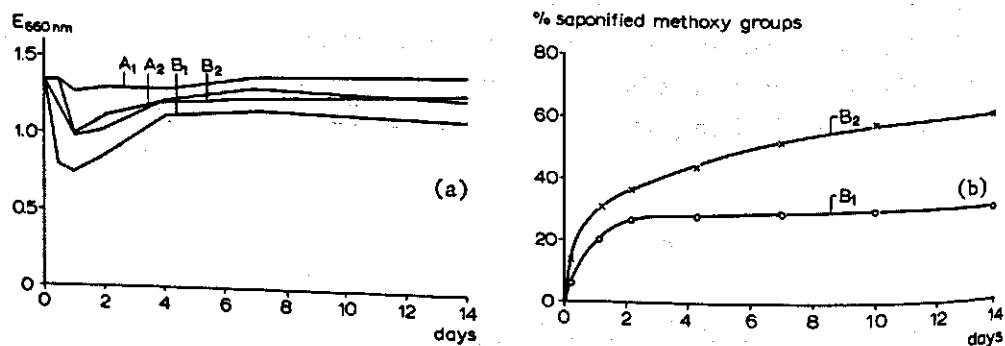 E660 nm
1.5
1.0
0.5
0
A1 A2 B1 B2
(a)
0 2 4 6 8 10 12 14
days
% saponified methoxy groups
80
60
40
20
0
B2
(b)
B1
0 2 4 6 8 10 12 14
days